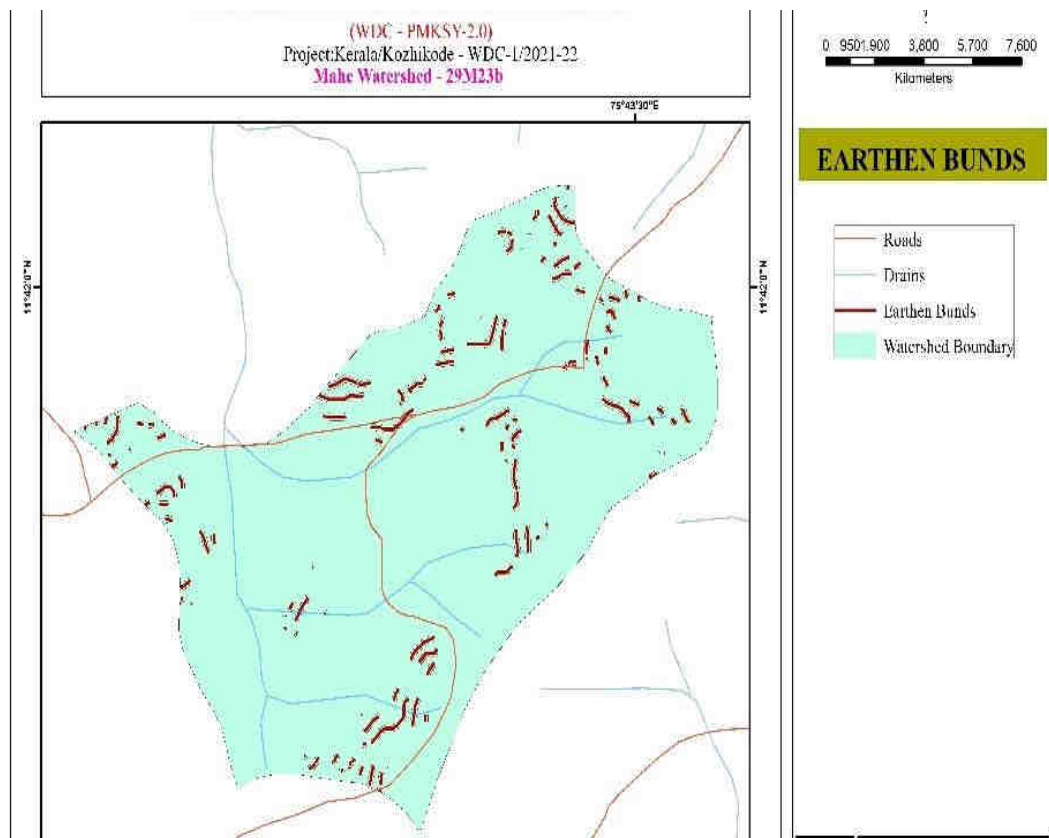 (WDC - PMKSY-2.0)
Project:Kerala/Kozhikode - WDC-1/2021-22
Mahe Watershed - 29M23b
0 9501,900 3,800 5,700 7,600
Kilometers
75°43'30"E
11°42'0"N
11°42'0"N
EARTHEN BUNDS
Roads
Drains
Earthen Bunds
Watershed Boundary